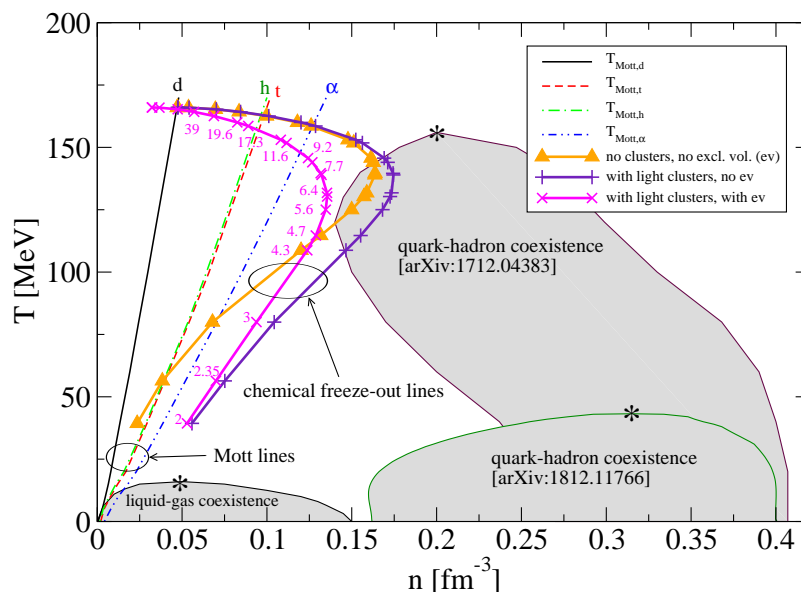 200
150
100
50
0
T [MeV]
0
0.05
0.1
0.15
0.2
0.25
0.3
0.35
0.4
n [fm^-3]
d
h
t
α
T_Mott,d
T_Mott,t
T_Mott,h
T_Mott,α
no clusters, no excl. vol. (ev)
with light clusters, no ev
with light clusters, with ev
39
19.6
17.3
11.6
9.2
7.7
6.4
5.6
4.7
4.3
3
2.35
2
quark-hadron coexistence
[arXiv:1712.04383]
chemical freeze-out lines
Mott lines
quark-hadron coexistence
[arXiv:1812.11766]
liquid-gas coexistence